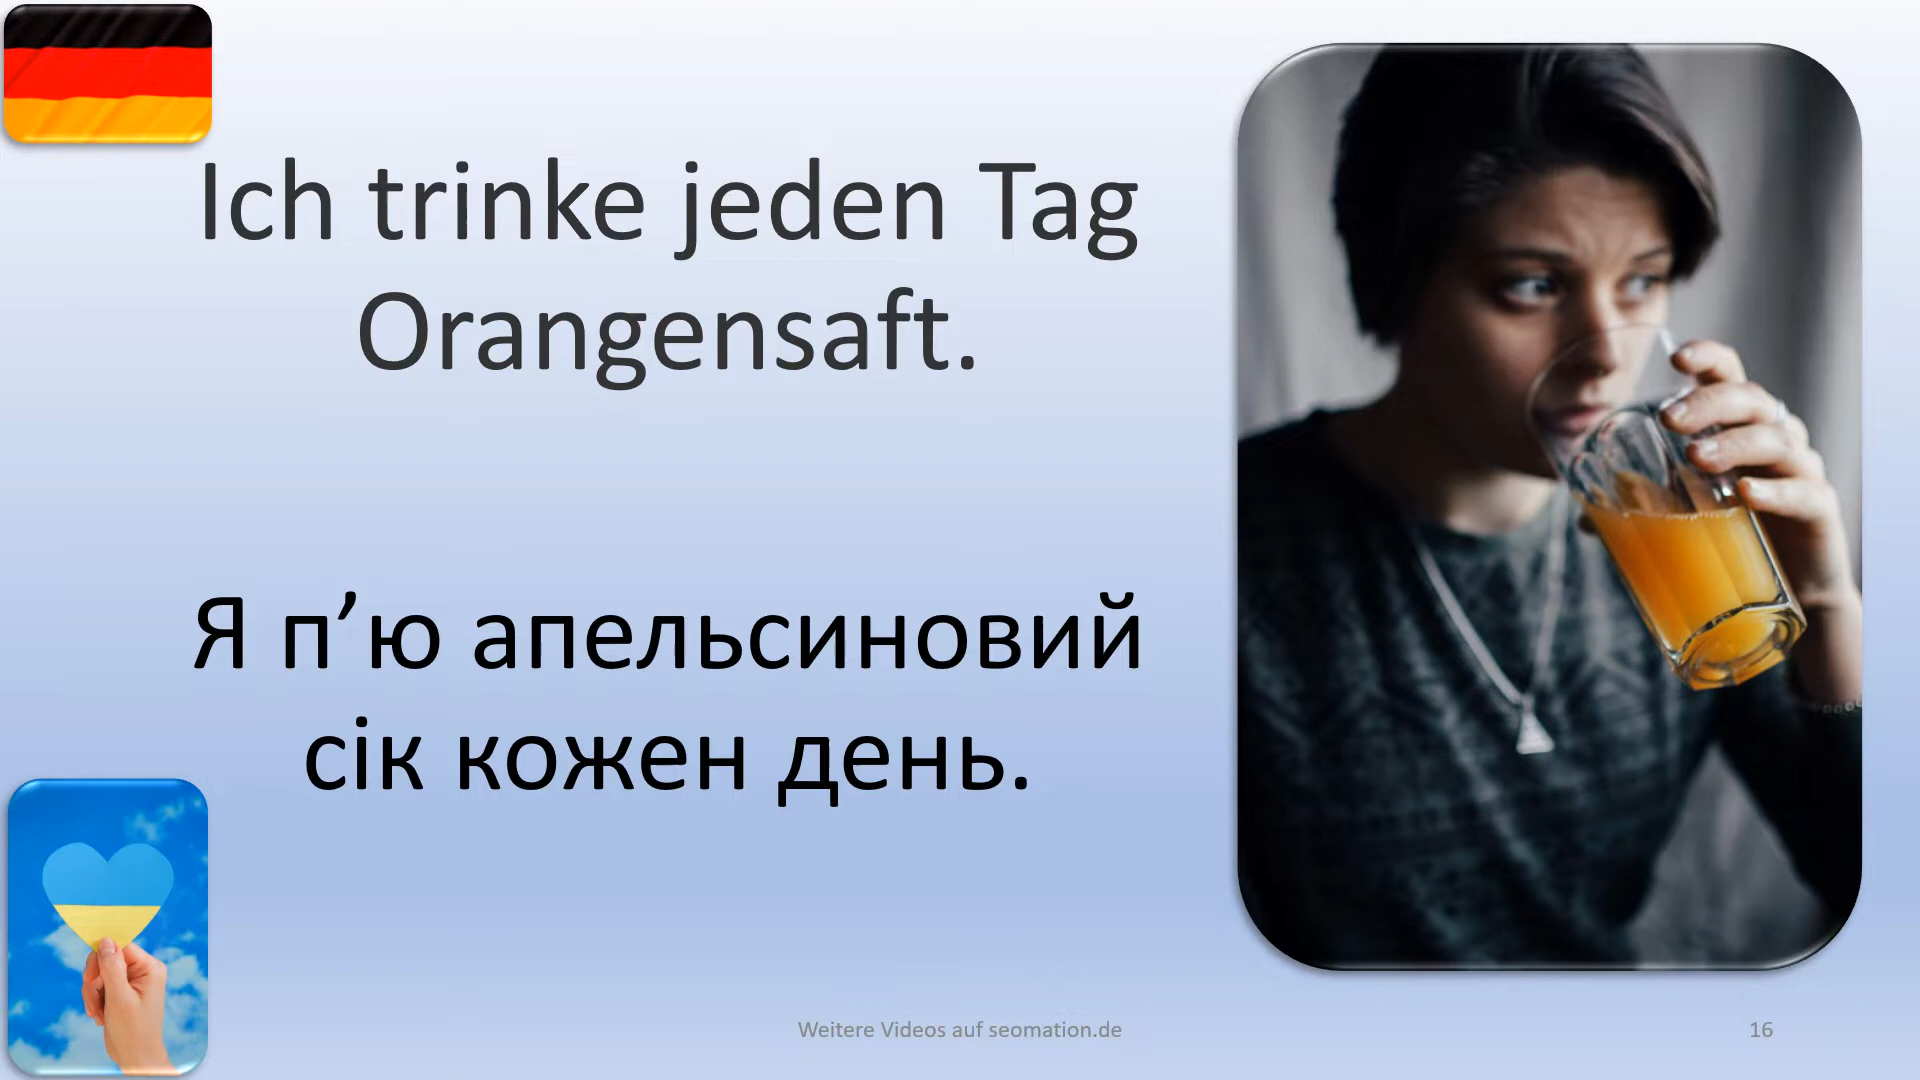 Ich trinke jeden Tag
Orangensaft.
Я п’ю апельсиновий
сік кожен день.
Weitere Videos auf seomation.de
16